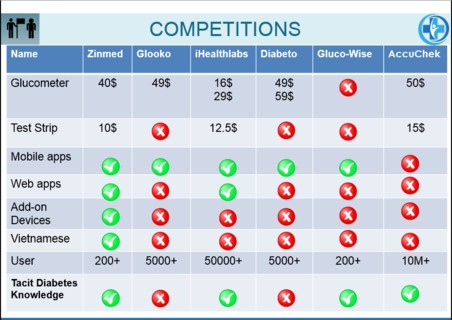 COMPETITIONS
Name Zinmed Glooko iHealthlabs Diabeto Gluco-Wise AccuChek
Glucometer 40$ 49$ 16$ 49$ 50$
29$ 59$
Test Strip 10$ 12.5$ 15$
Mobile apps
Web apps
Add-on
Devices
Vietnamese
User 200+ 5000+ 50000+ 5000+ 200+ 10M+
Tacit Diabetes
Knowledge